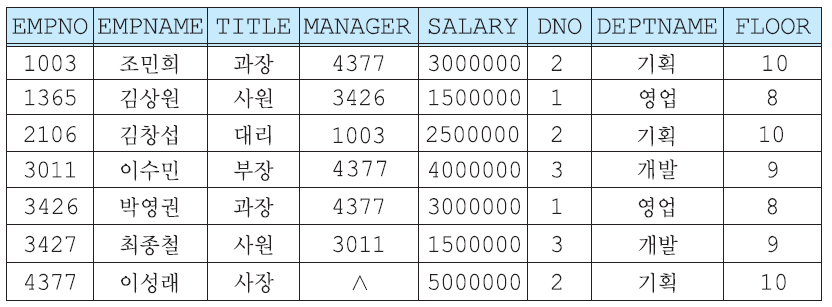 EMPNO EMPNAME TITLE MANAGER SALARY DNO DEPTNAME FLOOR
1003 조민희 과장 4377 3000000 2 기획 10
1365 김상원 사원 3426 1500000 1 영업 8
2106 김창섭 대리 1003 2500000 2 기획 10
3011 이수민 부장 4377 4000000 3 개발 9
3426 박영권 과장 4377 3000000 1 영업 8
3427 최종철 사원 3011 1500000 3 개발 9
4377 이성래 사장 ∧ 5000000 2 기획 10